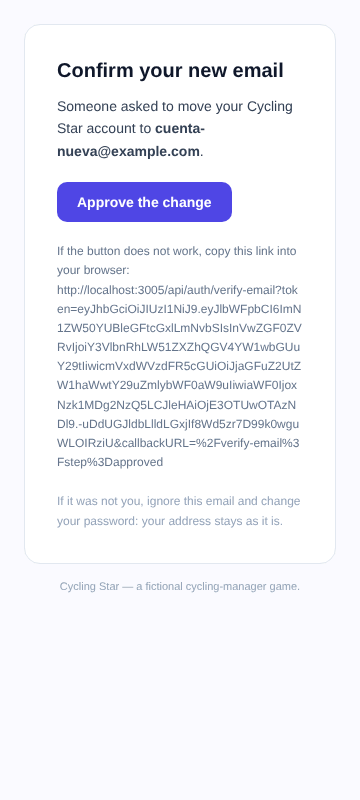 Confirm your new email
Someone asked to move your Cycling
Star account to cuenta-
nueva@example.com.
Approve the change
If the button does not work, copy this link into
your browser:
http://localhost:3005/api/auth/verify-email?tok
en=eyJhbGciOiJIUzI1NiJ9.eyJlbWFpbCI6ImN
1ZW50YUBleGFtcGxlLmNvbSIsInVwZGF0ZV
RvIjoiY3VlbnRhLW51ZXZhQGV4YW1wbGUu
Y29tIiwicmVxdWVzdFR5cGUiOiJjaGFuZ2UtZ
W1haWwtY29uZmlybWF0aW9uIiwiaWF0Ijox
Nzk1MDg2NzQ5LCJleHAiOjE3OTUwOTAzN
Dl9.-uDdUGJldbLlldLGxjIf8Wd5zr7D99k0wgu
WLOIRziU&callbackURL=%2Fverify-email%3
Fstep%3Dapproved
If it was not you, ignore this email and change
your password: your address stays as it is.
Cycling Star — a fictional cycling-manager game.